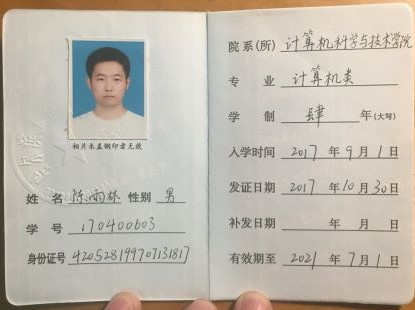 相片未盖钢印者无效
姓 名 陈雨林 性别 男
学 号 170400603
身份证号 420528199707131817
院系(所) 计算机科学与技术学院
专 业 计算机类
学 制 肆 年(大写)
入学时间 2017 年 9 月 1 日
发证日期 2017 年 10 月 30 日
补发日期 年 月 日
有效期至 2021 年 7 月 1 日